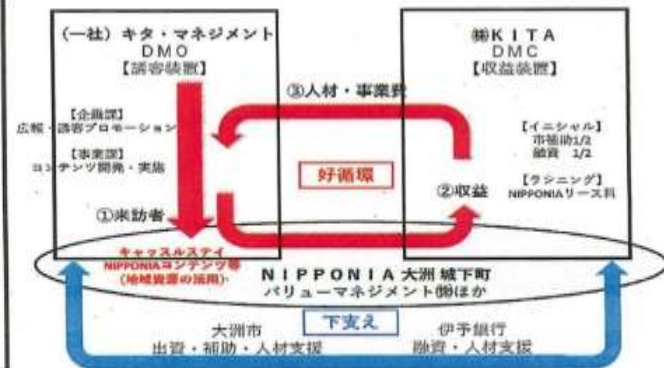 (一社)キタ・マネジメント
DMO
【誘客装置】
【企画課】
広報・誘客プロモーション
【事業課】
コンテンツ開発・実施
①来訪者
キャッスルステイ
NIPPONIAコンテンツ等
(地域資源の活用)
③人材・事業費
好循環
②収益
㈱KITA
DMC
【収益装置】
【イニシャル】
市補助1/2
融資 1/2
【ランニング】
NIPPONIAリース料
NIPPONIA 大洲 城下町
バリューマネジメント㈱ほか
下支え
大洲市
出資・補助・人材支援
伊予銀行
融資・人材支援